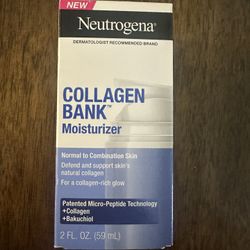 NEW
Neutrogena®
DERMATOLOGIST RECOMMENDED BRAND
COLLAGEN
BANK™
Moisturizer
Normal to Combination Skin
Defend and support skin's
natural collagen
For a collagen-rich glow
Patented Micro-Peptide Technology
+Collagen
+Bakuchiol
2 FL. OZ. (59 mL)